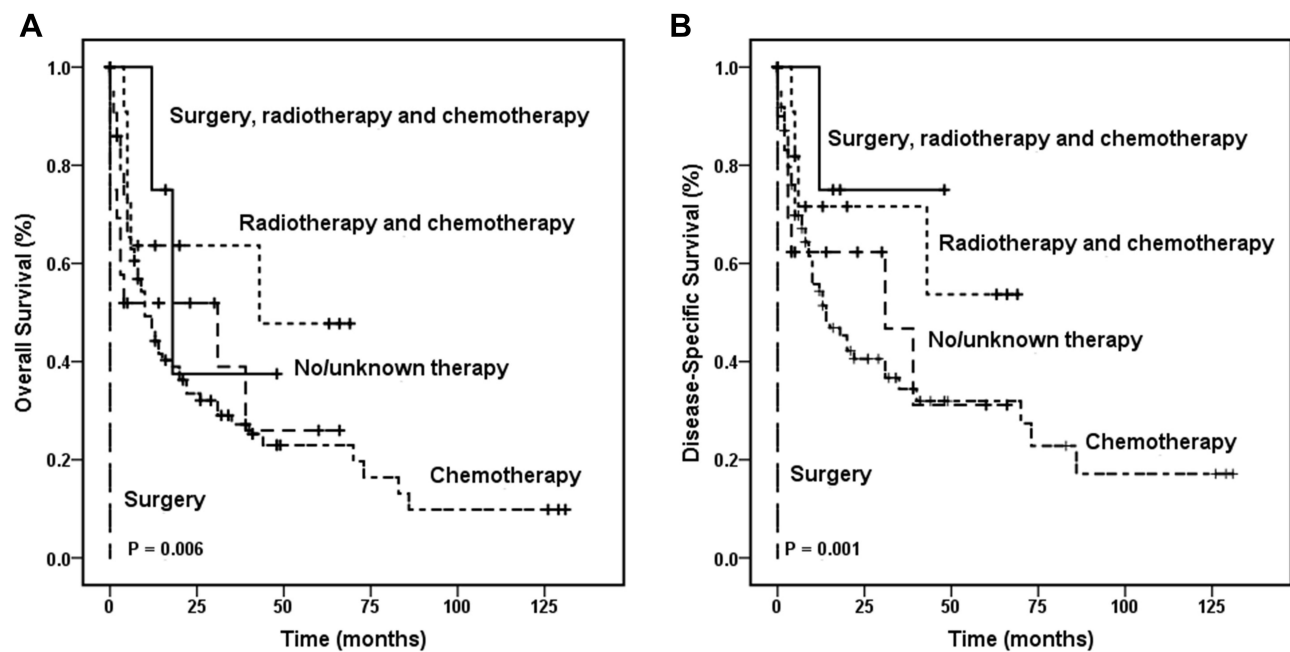 A
Overall Survival (%)
1.0
0.8
0.6
0.4
0.2
0.0
Surgery, radiotherapy and chemotherapy
Radiotherapy and chemotherapy
No/unknown therapy
Chemotherapy
Surgery
P = 0.006
0 25 50 75 100 125
Time (months)
B
Disease-Specific Survival (%)
1.0
0.8
0.6
0.4
0.2
0.0
Surgery, radiotherapy and chemotherapy
Radiotherapy and chemotherapy
No/unknown therapy
Chemotherapy
Surgery
P = 0.001
0 25 50 75 100 125
Time (months)